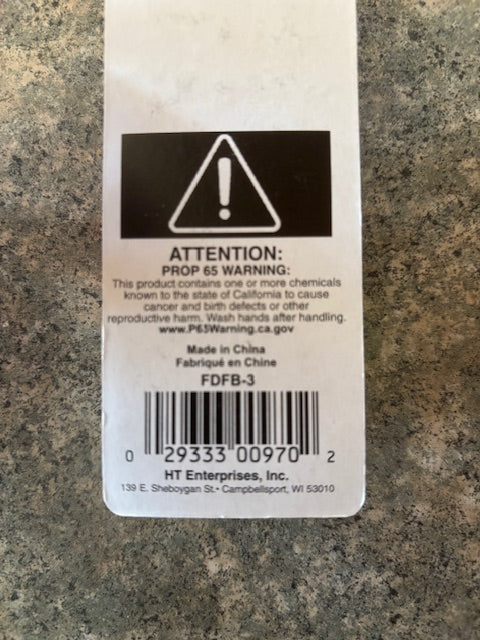 ATTENTION:
PROP 65 WARNING:
This product contains one or more chemicals
known to the state of California to cause
cancer and birth defects or other
reproductive harm. Wash hands after handling.
www.P65Warning.ca.gov
Made in China
Fabriqué en Chine
FDFB-3
0 29333 00970 2
HT Enterprises, Inc.
139 E. Sheboygan St.• Campbellsport, WI 53010